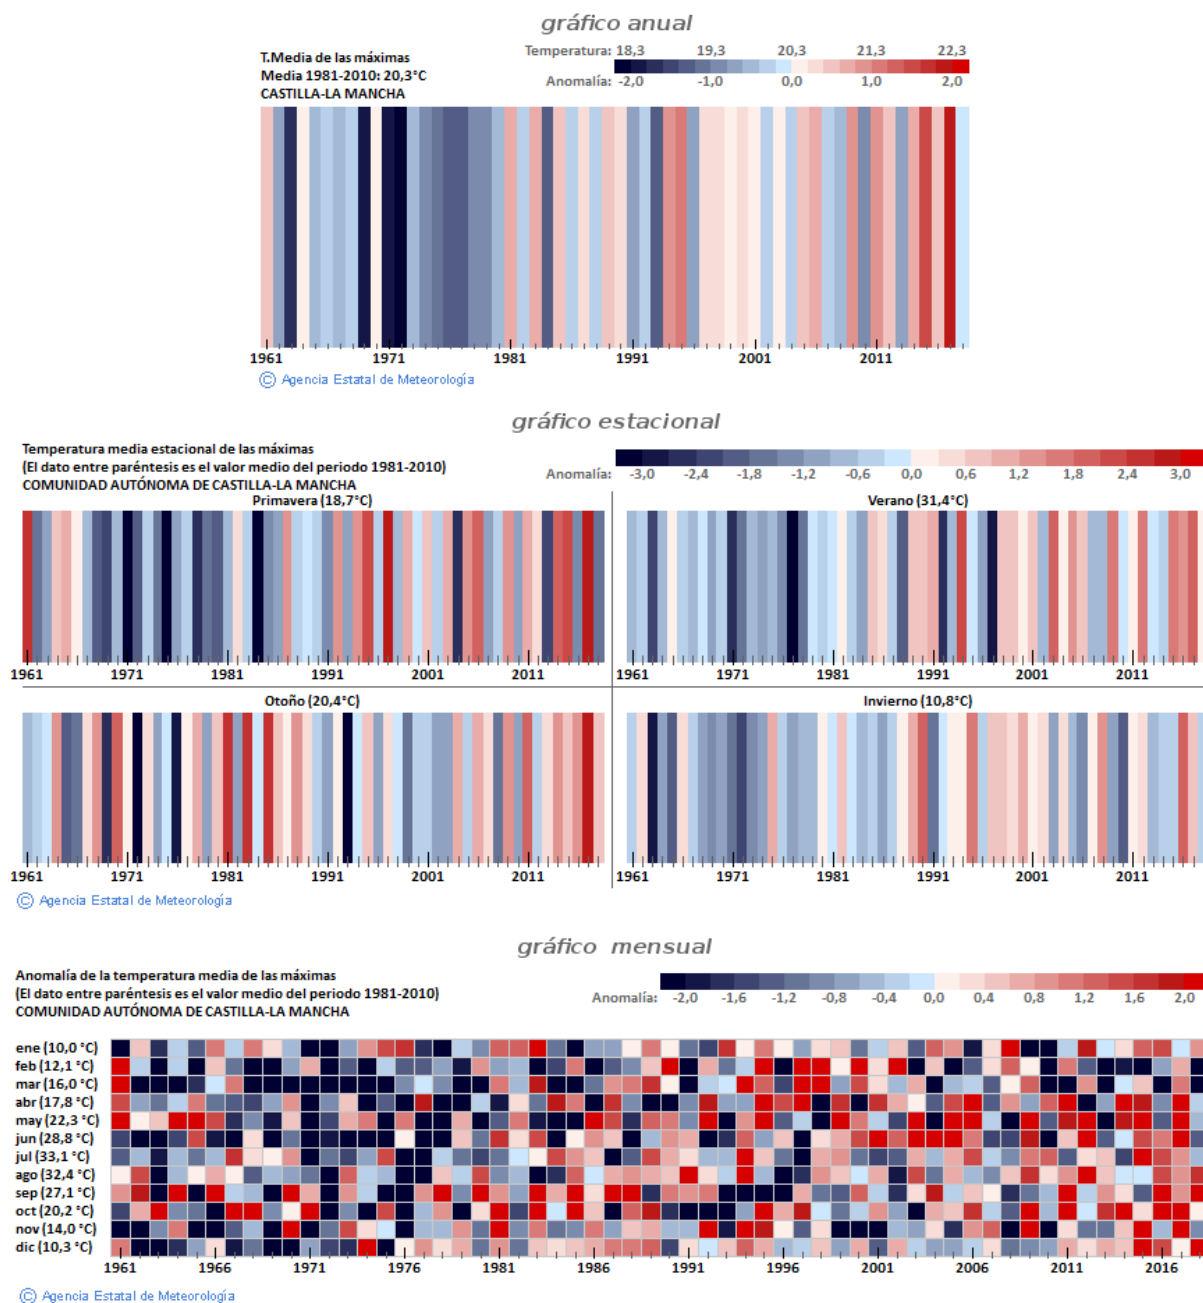 gráfico anual
T.Media de las máximas
Media 1981-2010: 20,3°C
CASTILLA-LA MANCHA
Temperatura: 18,3 19,3 20,3 21,3 22,3
Anomalía: -2,0 -1,0 0,0 1,0 2,0
1961 1971 1981 1991 2001 2011
© Agencia Estatal de Meteorología
gráfico estacional
Temperatura media estacional de las máximas
(El dato entre paréntesis es el valor medio del periodo 1981-2010)
COMUNIDAD AUTÓNOMA DE CASTILLA-LA MANCHA
Anomalía: -3,0 -2,4 -1,8 -1,2 -0,6 0,0 0,6 1,2 1,8 2,4 3,0
Primavera (18,7°C) Verano (31,4°C)
1961 1971 1981 1991 2001 2011 1961 1971 1981 1991 2001 2011
Otoño (20,4°C) Invierno (10,8°C)
1961 1971 1981 1991 2001 2011 1961 1971 1981 1991 2001 2011
© Agencia Estatal de Meteorología
gráfico mensual
Anomalía de la temperatura media de las máximas
(El dato entre paréntesis es el valor medio del periodo 1981-2010)
COMUNIDAD AUTÓNOMA DE CASTILLA-LA MANCHA
Anomalía: -2,0 -1,6 -1,2 -0,8 -0,4 0,0 0,4 0,8 1,2 1,6 2,0
ene (10,0 °C)
feb (12,1 °C)
mar (16,0 °C)
abr (17,8 °C)
may (22,3 °C)
jun (28,8 °C)
jul (33,1 °C)
ago (32,4 °C)
sep (27,1 °C)
oct (20,2 °C)
nov (14,0 °C)
dic (10,3 °C)
1961 1966 1971 1976 1981 1986 1991 1996 2001 2006 2011 2016
© Agencia Estatal de Meteorología